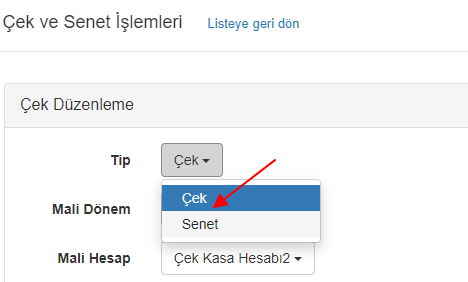 Çek ve Senet İşlemleri Listeye geri dön
Çek Düzenleme
Tip Çek
Çek
Mali Dönem
Senet
Mali Hesap Çek Kasa Hesabı2